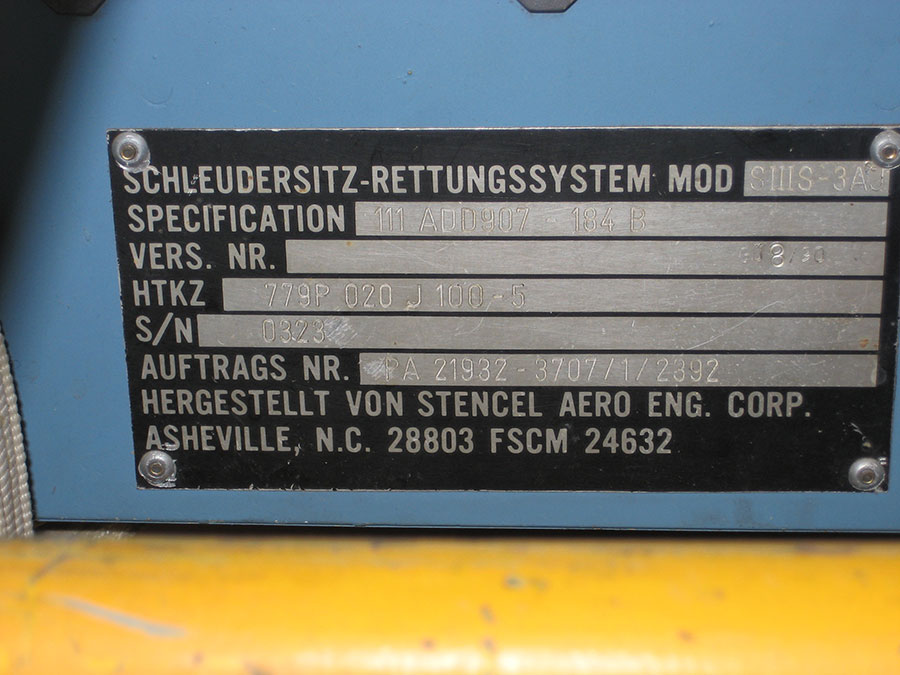 SCHLEUDERSITZ-RETTUNGSSYSTEM MOD SIIIS-3AJ
SPECIFICATION 111 ADD907 - 184 B
VERS. NR.
HTKZ 779P 020 J 100-5
S/N 0323
AUFTRAGS NR. PA 21932-3707/1/2392
HERGESTELLT VON STENCEL AERO ENG. CORP.
ASHEVILLE, N.C. 28803 FSCM 24632